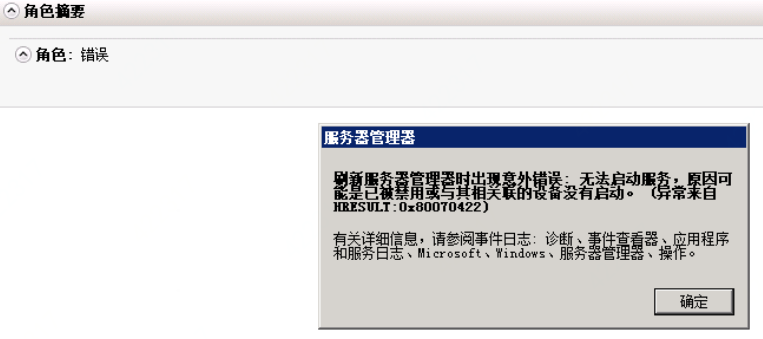 角色摘要
角色: 错误
服务器管理器
刷新服务器管理器时出现意外错误: 无法启动服务，原因可
能是已被禁用或与其相关联的设备没有启动。 (异常来自
HRESULT:0x80070422)
有关详细信息，请参阅事件日志: 诊断、事件查看器、应用程序
和服务日志、Microsoft、Windows、服务器管理器、操作。
确定